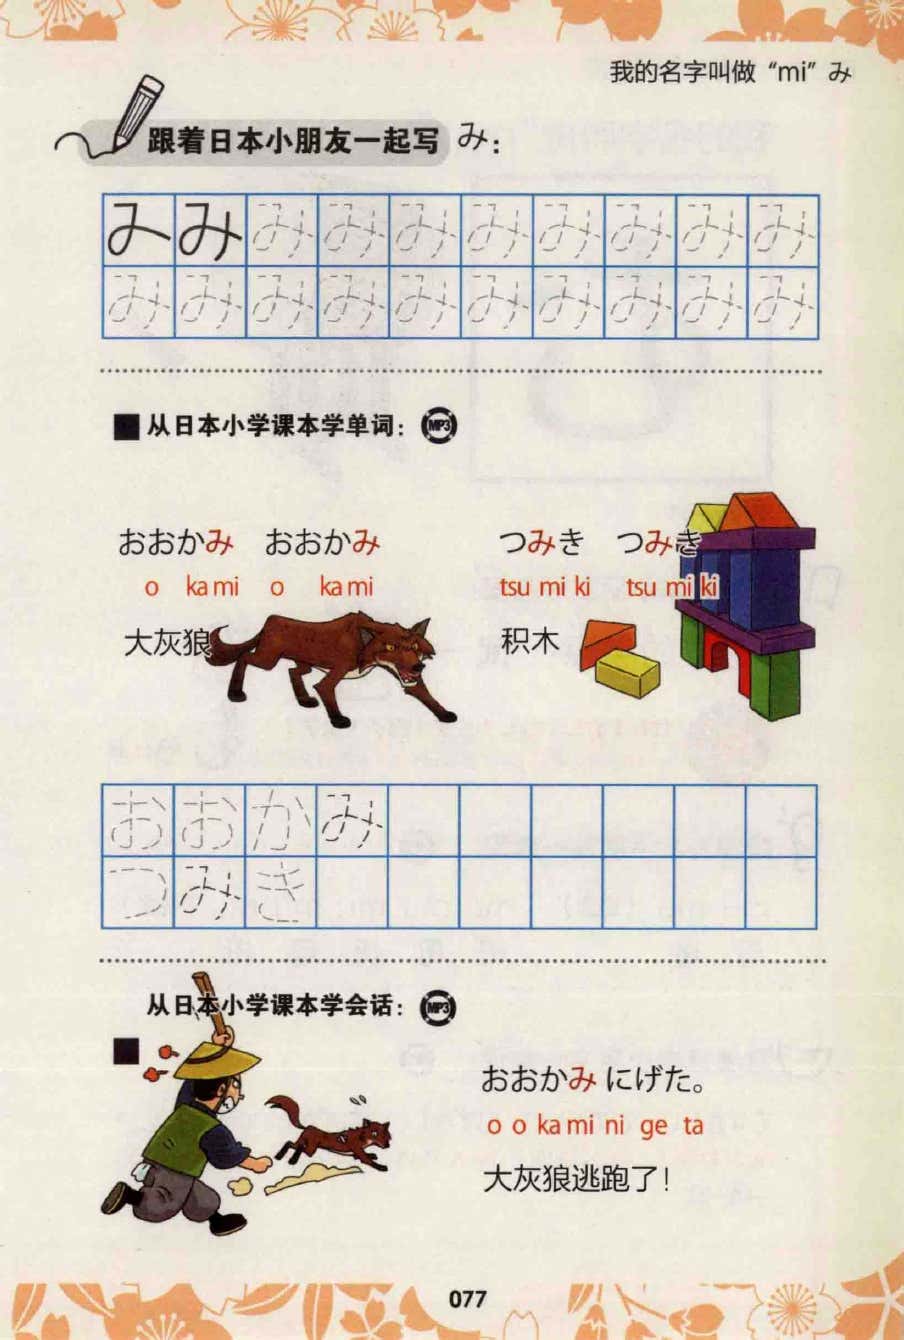 我的名字叫做“mi”み
跟着日本小朋友一起写 み:
みみみみみみみみみ
みみみみみみみみみみ
从日本小学课本学单词: MP3
おおかみ おおかみ つみき つみき
o ka mi o ka mi tsu mi ki tsu mi ki
大灰狼 积木
おおかみ
つみき
从日本小学课本学会话: MP3
おおかみ にげた。
o o ka mi ni ge ta
大灰狼逃跑了!
077